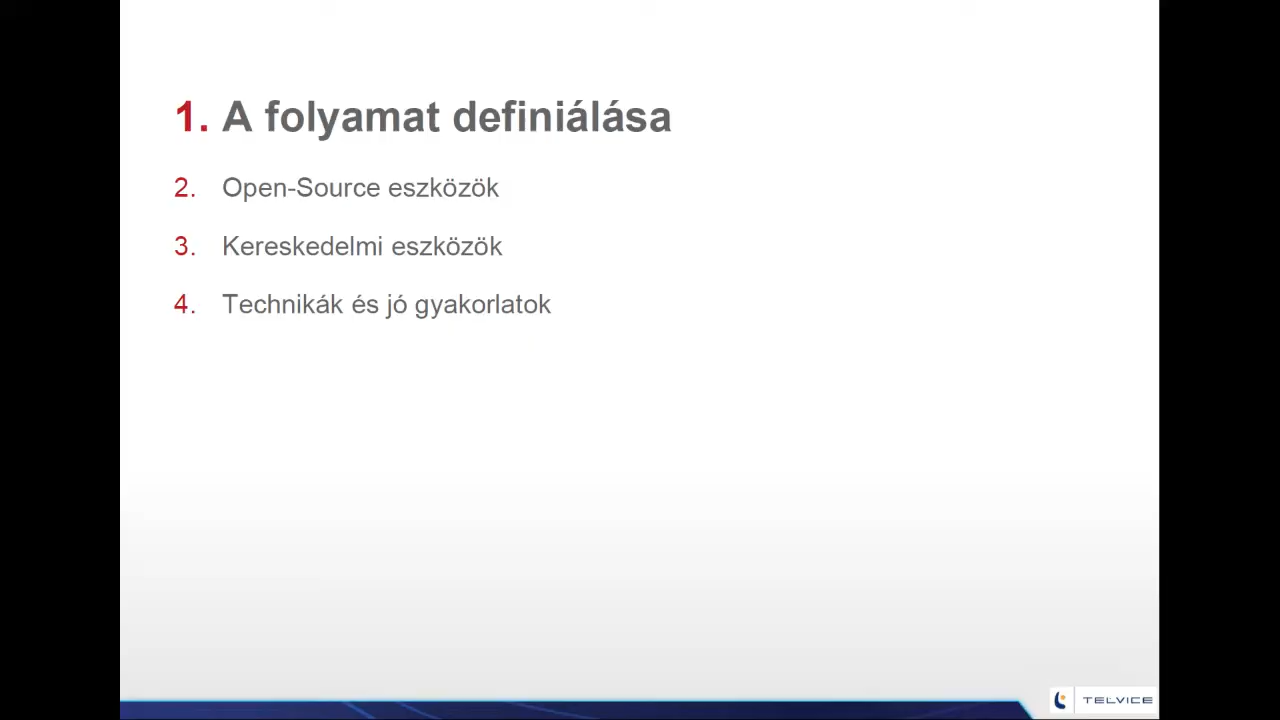 1. A folyamat definiálása
2. Open-Source eszközök
3. Kereskedelmi eszközök
4. Technikák és jó gyakorlatok
TELVICE